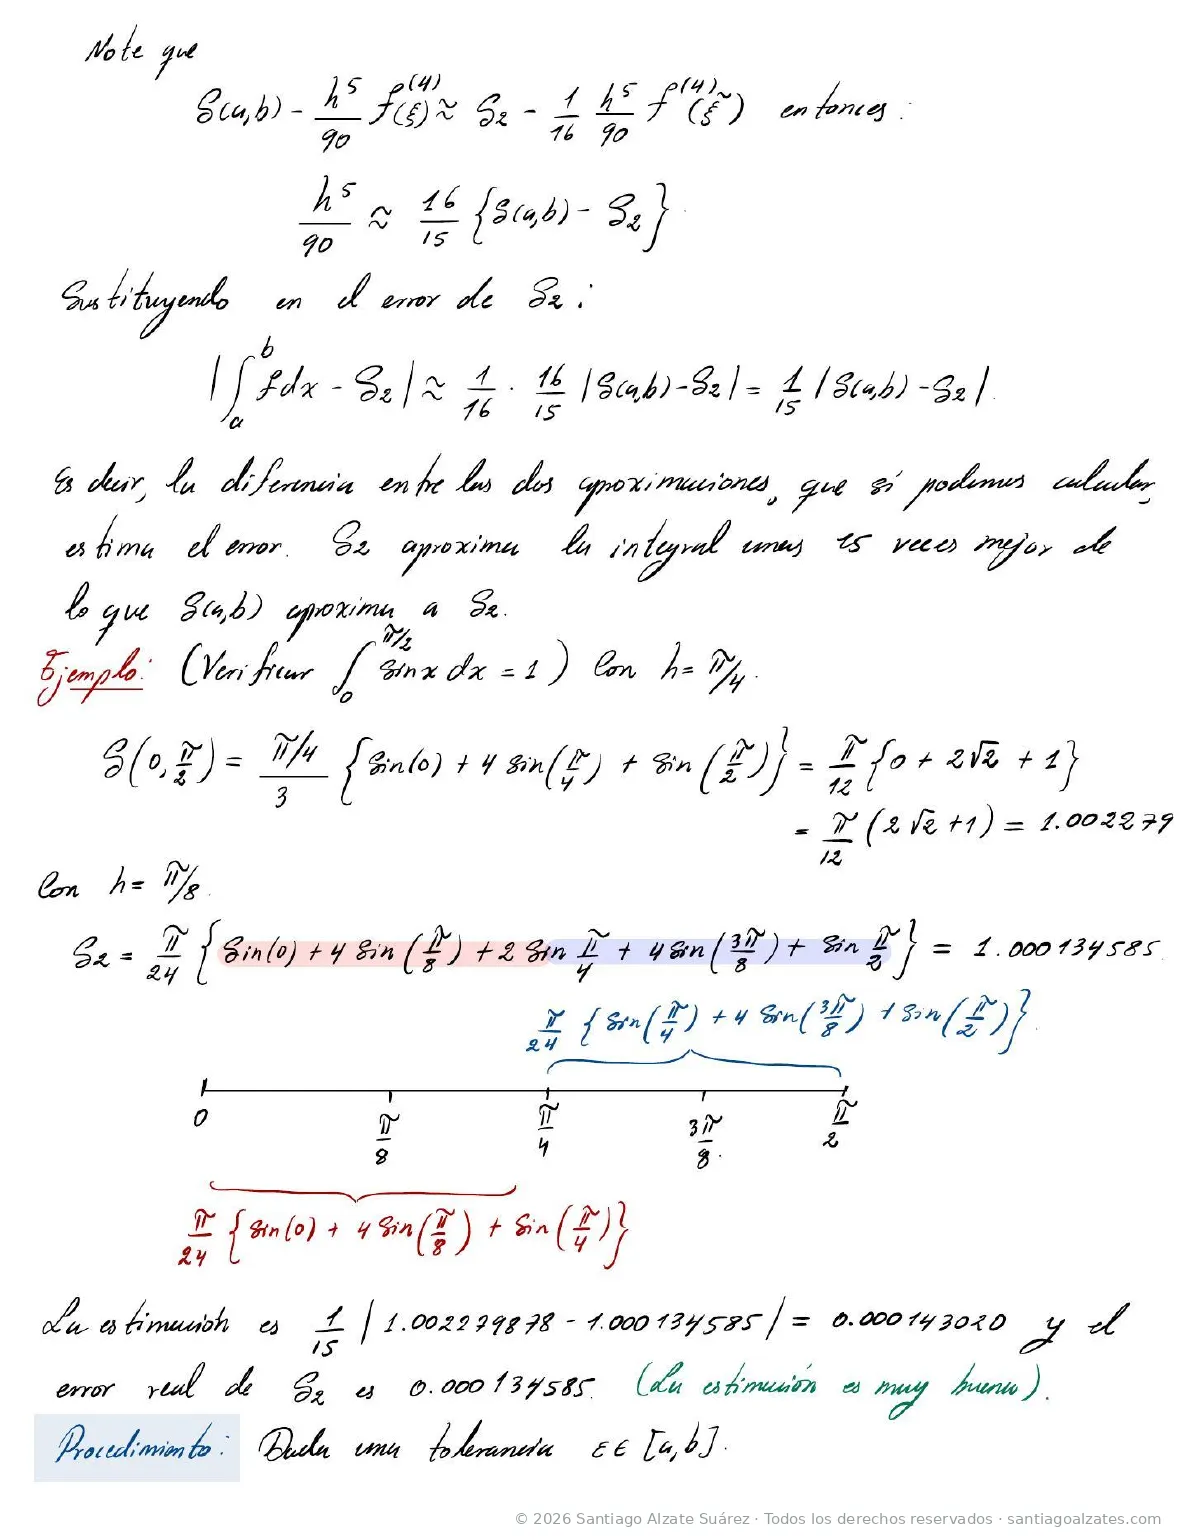 Note que
S(a,b) - h⁵/90 f⁽⁴⁾(ξ) ≈ S₂ - 1/16 h⁵/90 f⁽⁴⁾(ξ̃) entonces:
h⁵/90 ≈ 16/15 {S(a,b) - S₂}.
Sustituyendo en el error de S₂:
|∫ₐᵇ f dx - S₂| ≈ 1/16 · 16/15 |S(a,b) - S₂| = 1/15 |S(a,b) - S₂|.
Es decir, la diferencia entre las dos aproximaciones, que sí podemos calcular,
estima el error. S₂ aproxima la integral unas 15 veces mejor de
lo que S(a,b) aproxima a S₂.
Ejemplo: (Verificar ∫₀^(π/2) sin x dx = 1) Con h = π/4.
S(0, π/2) = (π/4)/3 {sin(0) + 4 sin(π/4) + sin(π/2)} = π/12 {0 + 2√2 + 1}
= π/12 (2√2 + 1) = 1.002279
Con h = π/8.
S₂ = π/24 {sin(0) + 4 sin(π/8) + 2 sin π/4 + 4 sin(3π/8) + sin π/2} = 1.000134585.
π/24 {sin(π/4) + 4 sin(3π/8) + sin(π/2)}.
0 π/8 π/4 3π/8 π/2
π/24 {sin(0) + 4 sin(π/8) + sin(π/4)}
La estimación es 1/15 |1.002279878 - 1.000134585| = 0.000143020 y el
error real de S₂ es 0.000134585. (La estimación es muy buena).
Procedimiento: Dada una tolerancia ε ∈ [a,b].
© 2026 Santiago Alzate Suárez · Todos los derechos reservados · santiagoalzates.com